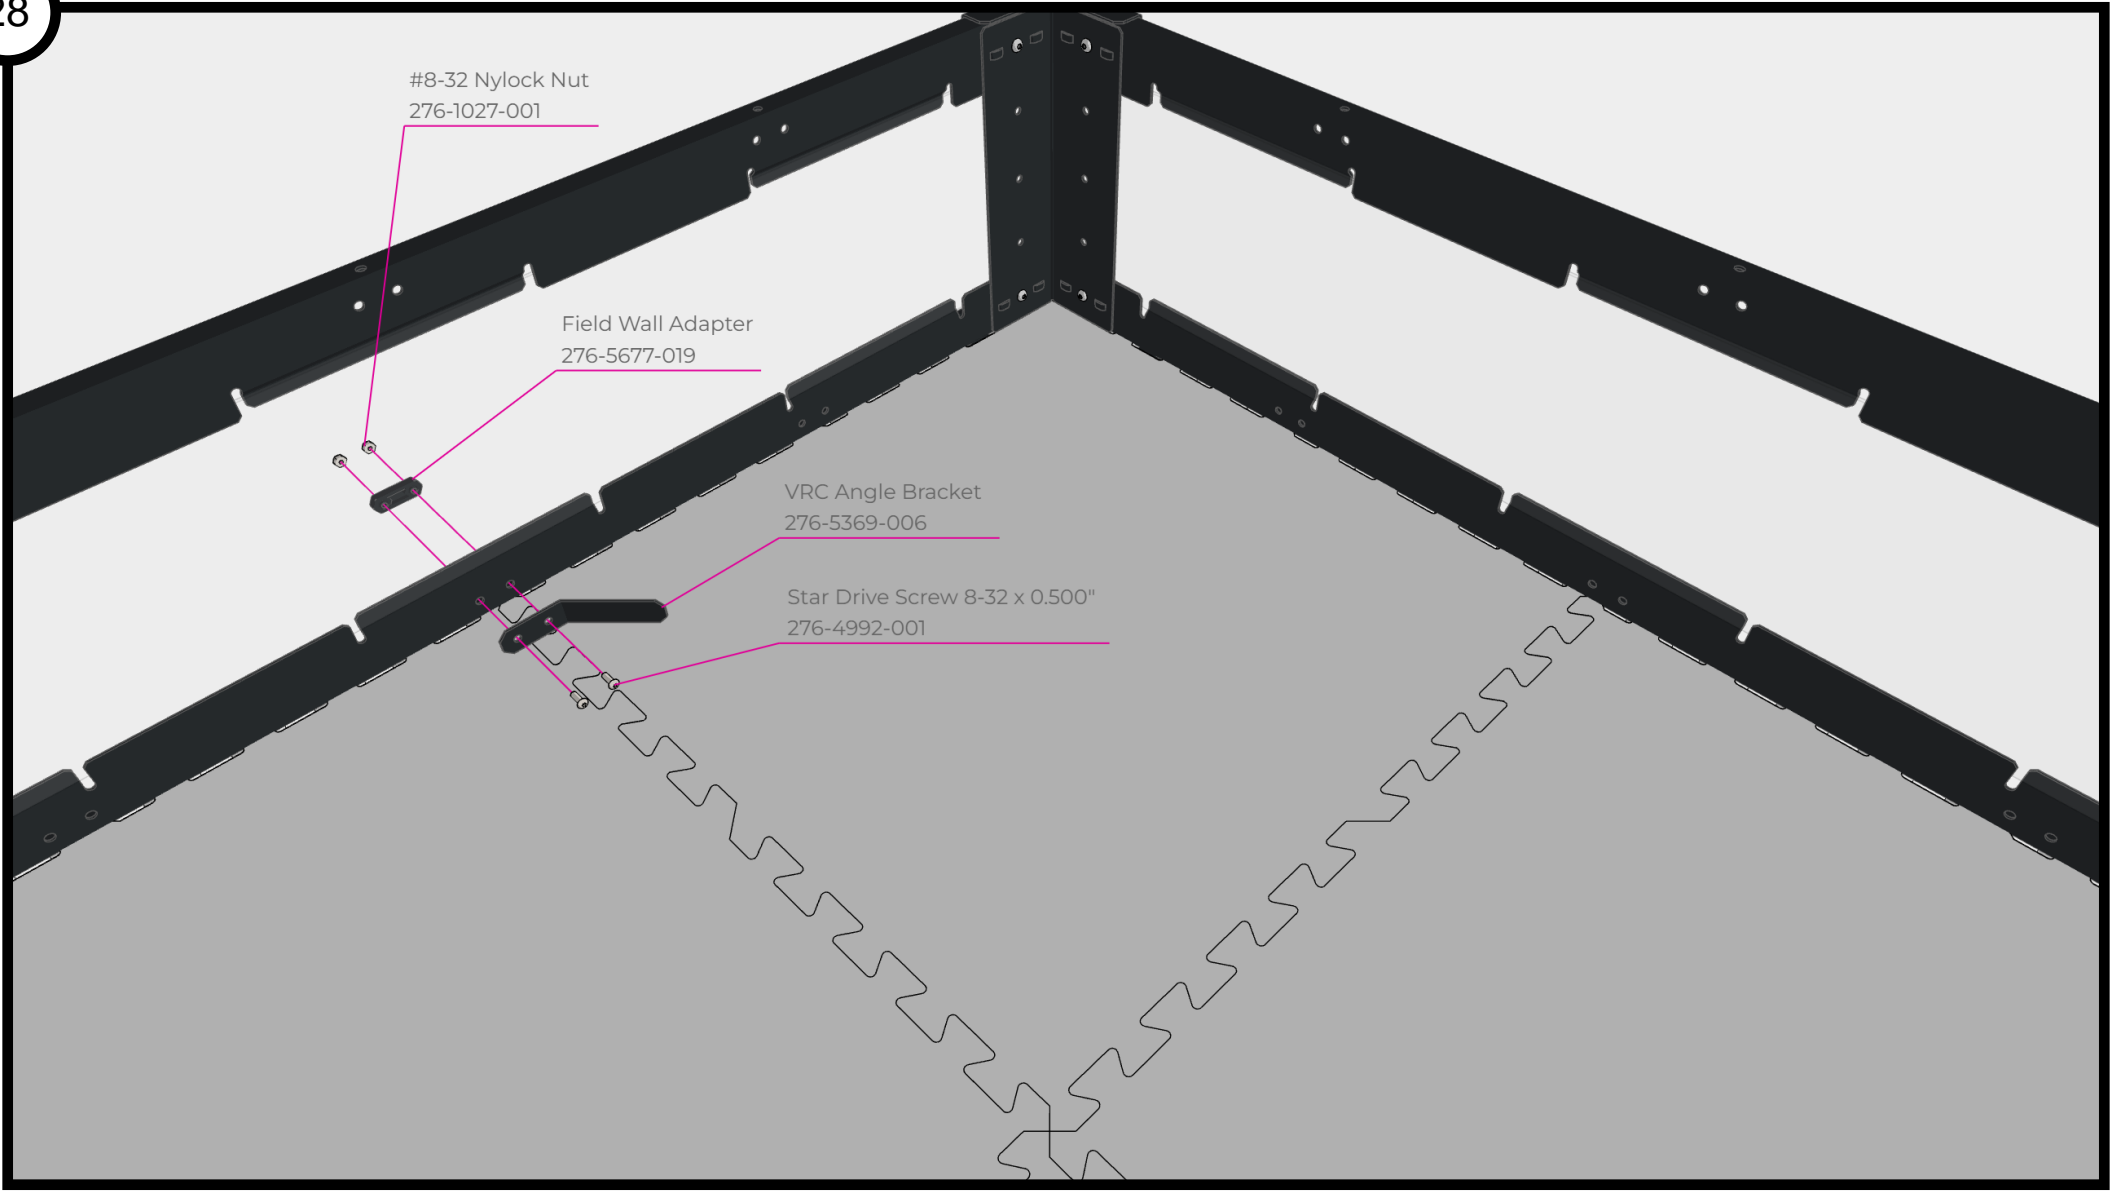 28
#8-32 Nylock Nut
276-1027-001
Field Wall Adapter
276-5677-019
VRC Angle Bracket
276-5369-006
Star Drive Screw 8-32 x 0.500"
276-4992-001